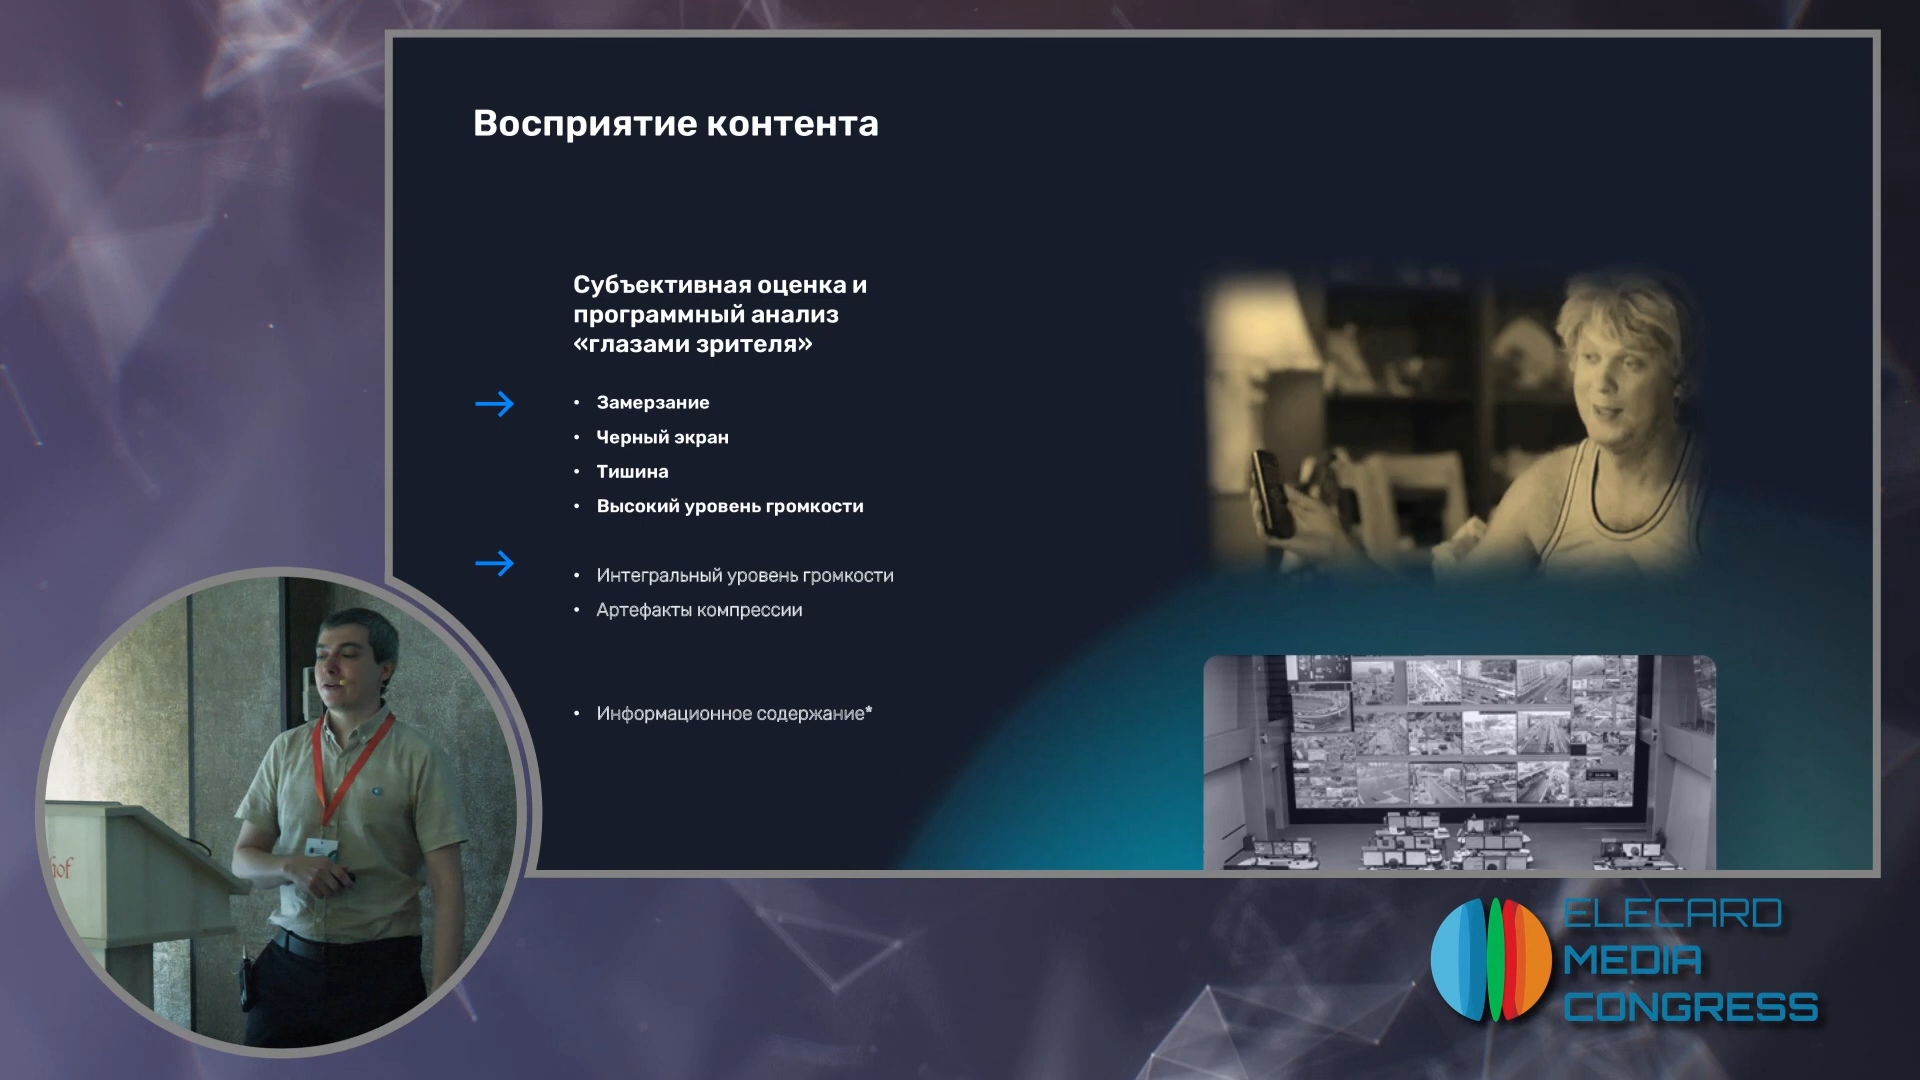 Восприятие контента
Субъективная оценка и
программный анализ
«глазами зрителя»
• Замерзание
• Черный экран
• Тишина
• Высокий уровень громкости
• Интегральный уровень громкости
• Артефакты компрессии
• Информационное содержание*
hof
ELECARD
MEDIA
CONGRESS